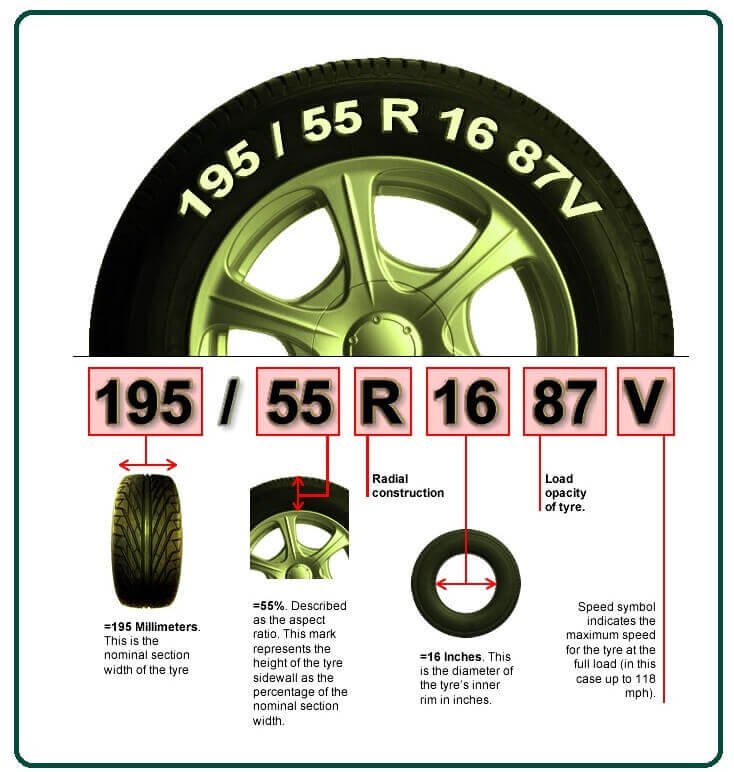 195 / 55 R 16 87V
195 / 55 R 16 87 V
Radial
construction
Load
opacity
of tyre.
=195 Millimeters.
This is the
nominal section
width of the tyre
=55%. Described
as the aspect
ratio. This mark
represents the
height of the tyre
sidewall as the
percentage of the
nominal section
width.
=16 Inches. This
is the diameter of
the tyre's inner
rim in inches.
Speed symbol
indicates the
maximum speed
for the tyre at the
full load (in this
case up to 118
mph).